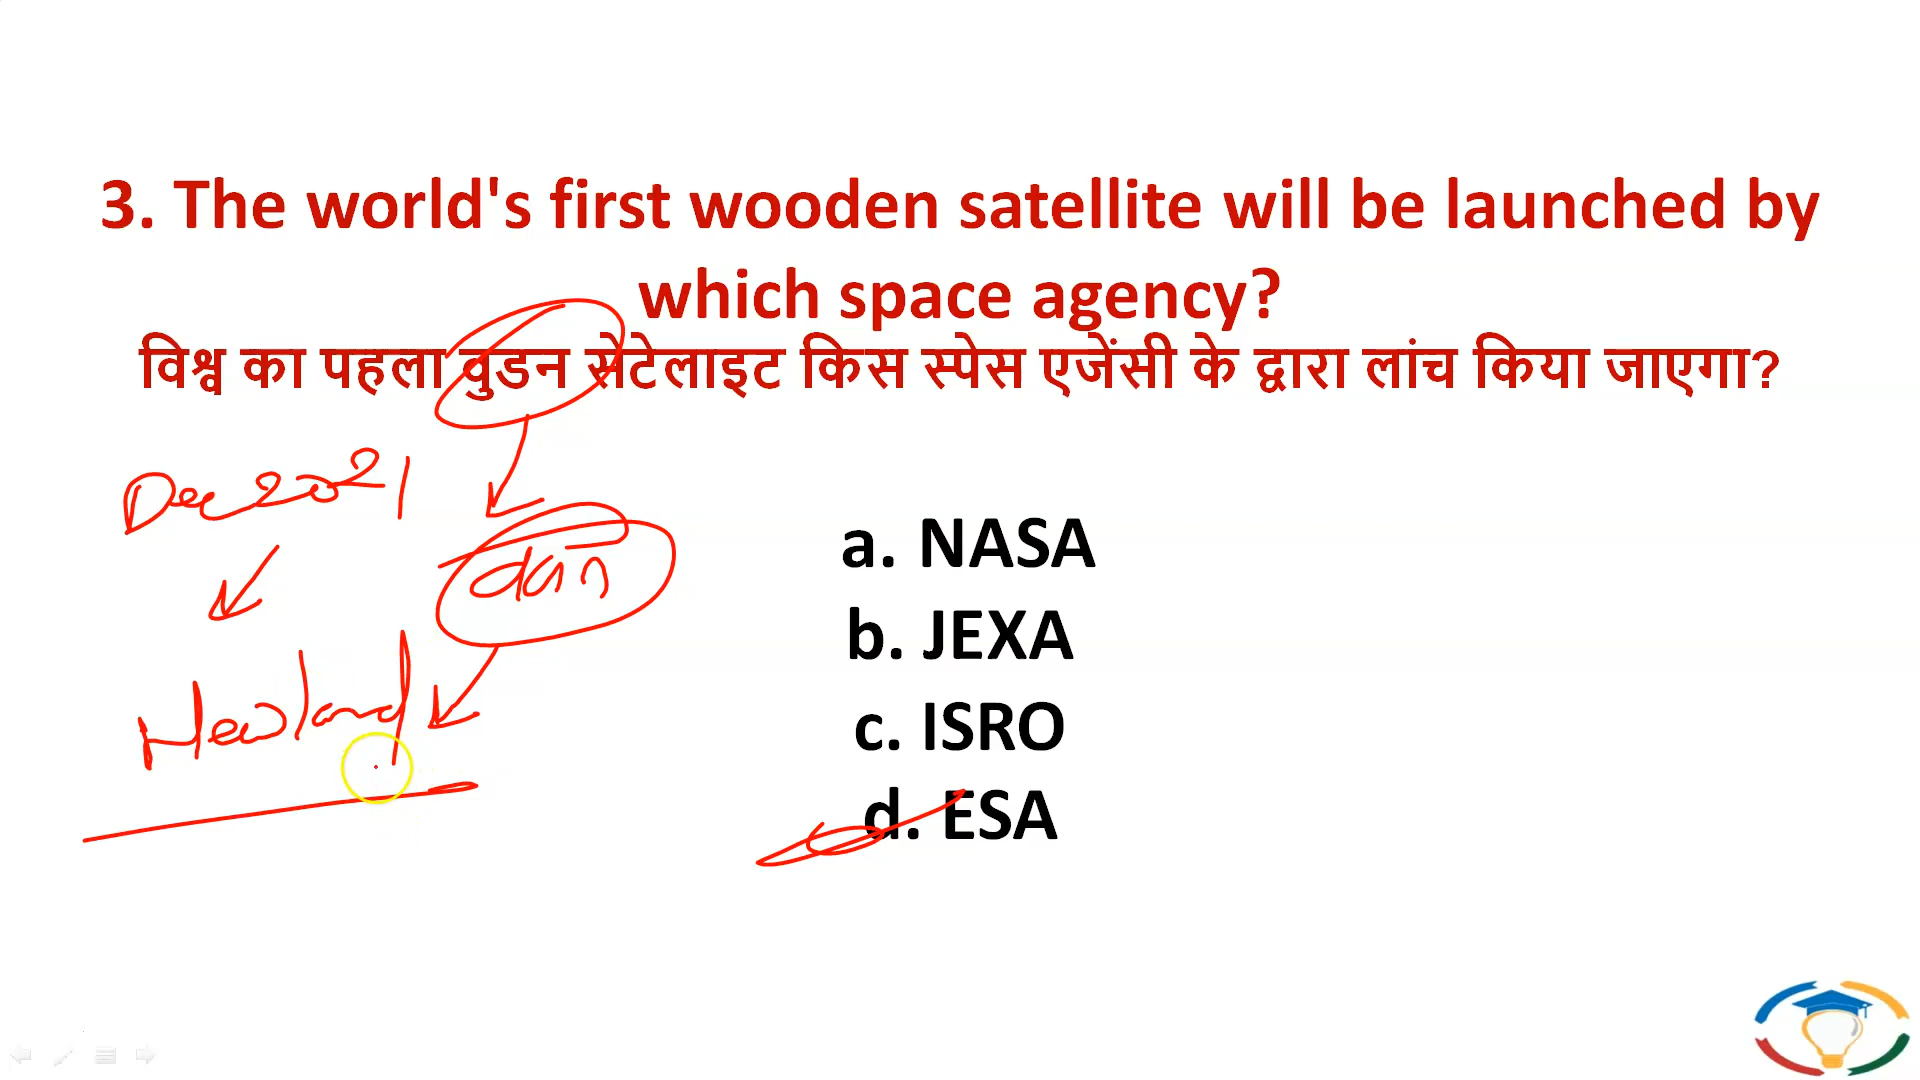 3. The world's first wooden satellite will be launched by
which space agency?
विश्व का पहला वुडन सेटेलाइट किस स्पेस एजेंसी के द्वारा लांच किया जाएगा?
Dec 2021
a. NASA
b. JEXA
Newland
c. ISRO
d. ESA